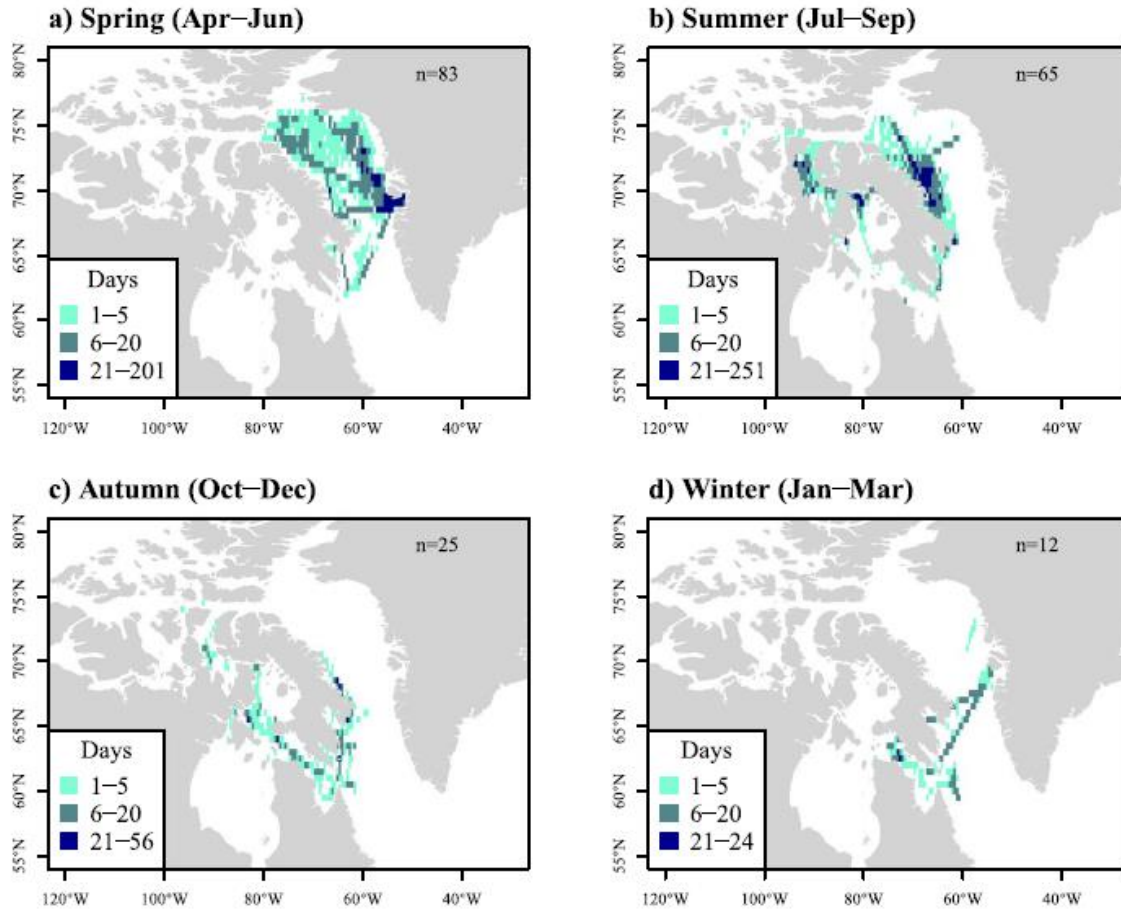 a) Spring (Apr–Jun)
n=83
80°N
75°N
70°N
65°N
60°N
55°N
Days
1–5
6–20
21–201
120°W 100°W 80°W 60°W 40°W
b) Summer (Jul–Sep)
n=65
80°N
75°N
70°N
65°N
60°N
55°N
Days
1–5
6–20
21–251
120°W 100°W 80°W 60°W 40°W
c) Autumn (Oct–Dec)
n=25
80°N
75°N
70°N
65°N
60°N
55°N
Days
1–5
6–20
21–56
120°W 100°W 80°W 60°W 40°W
d) Winter (Jan–Mar)
n=12
80°N
75°N
70°N
65°N
60°N
55°N
Days
1–5
6–20
21–24
120°W 100°W 80°W 60°W 40°W